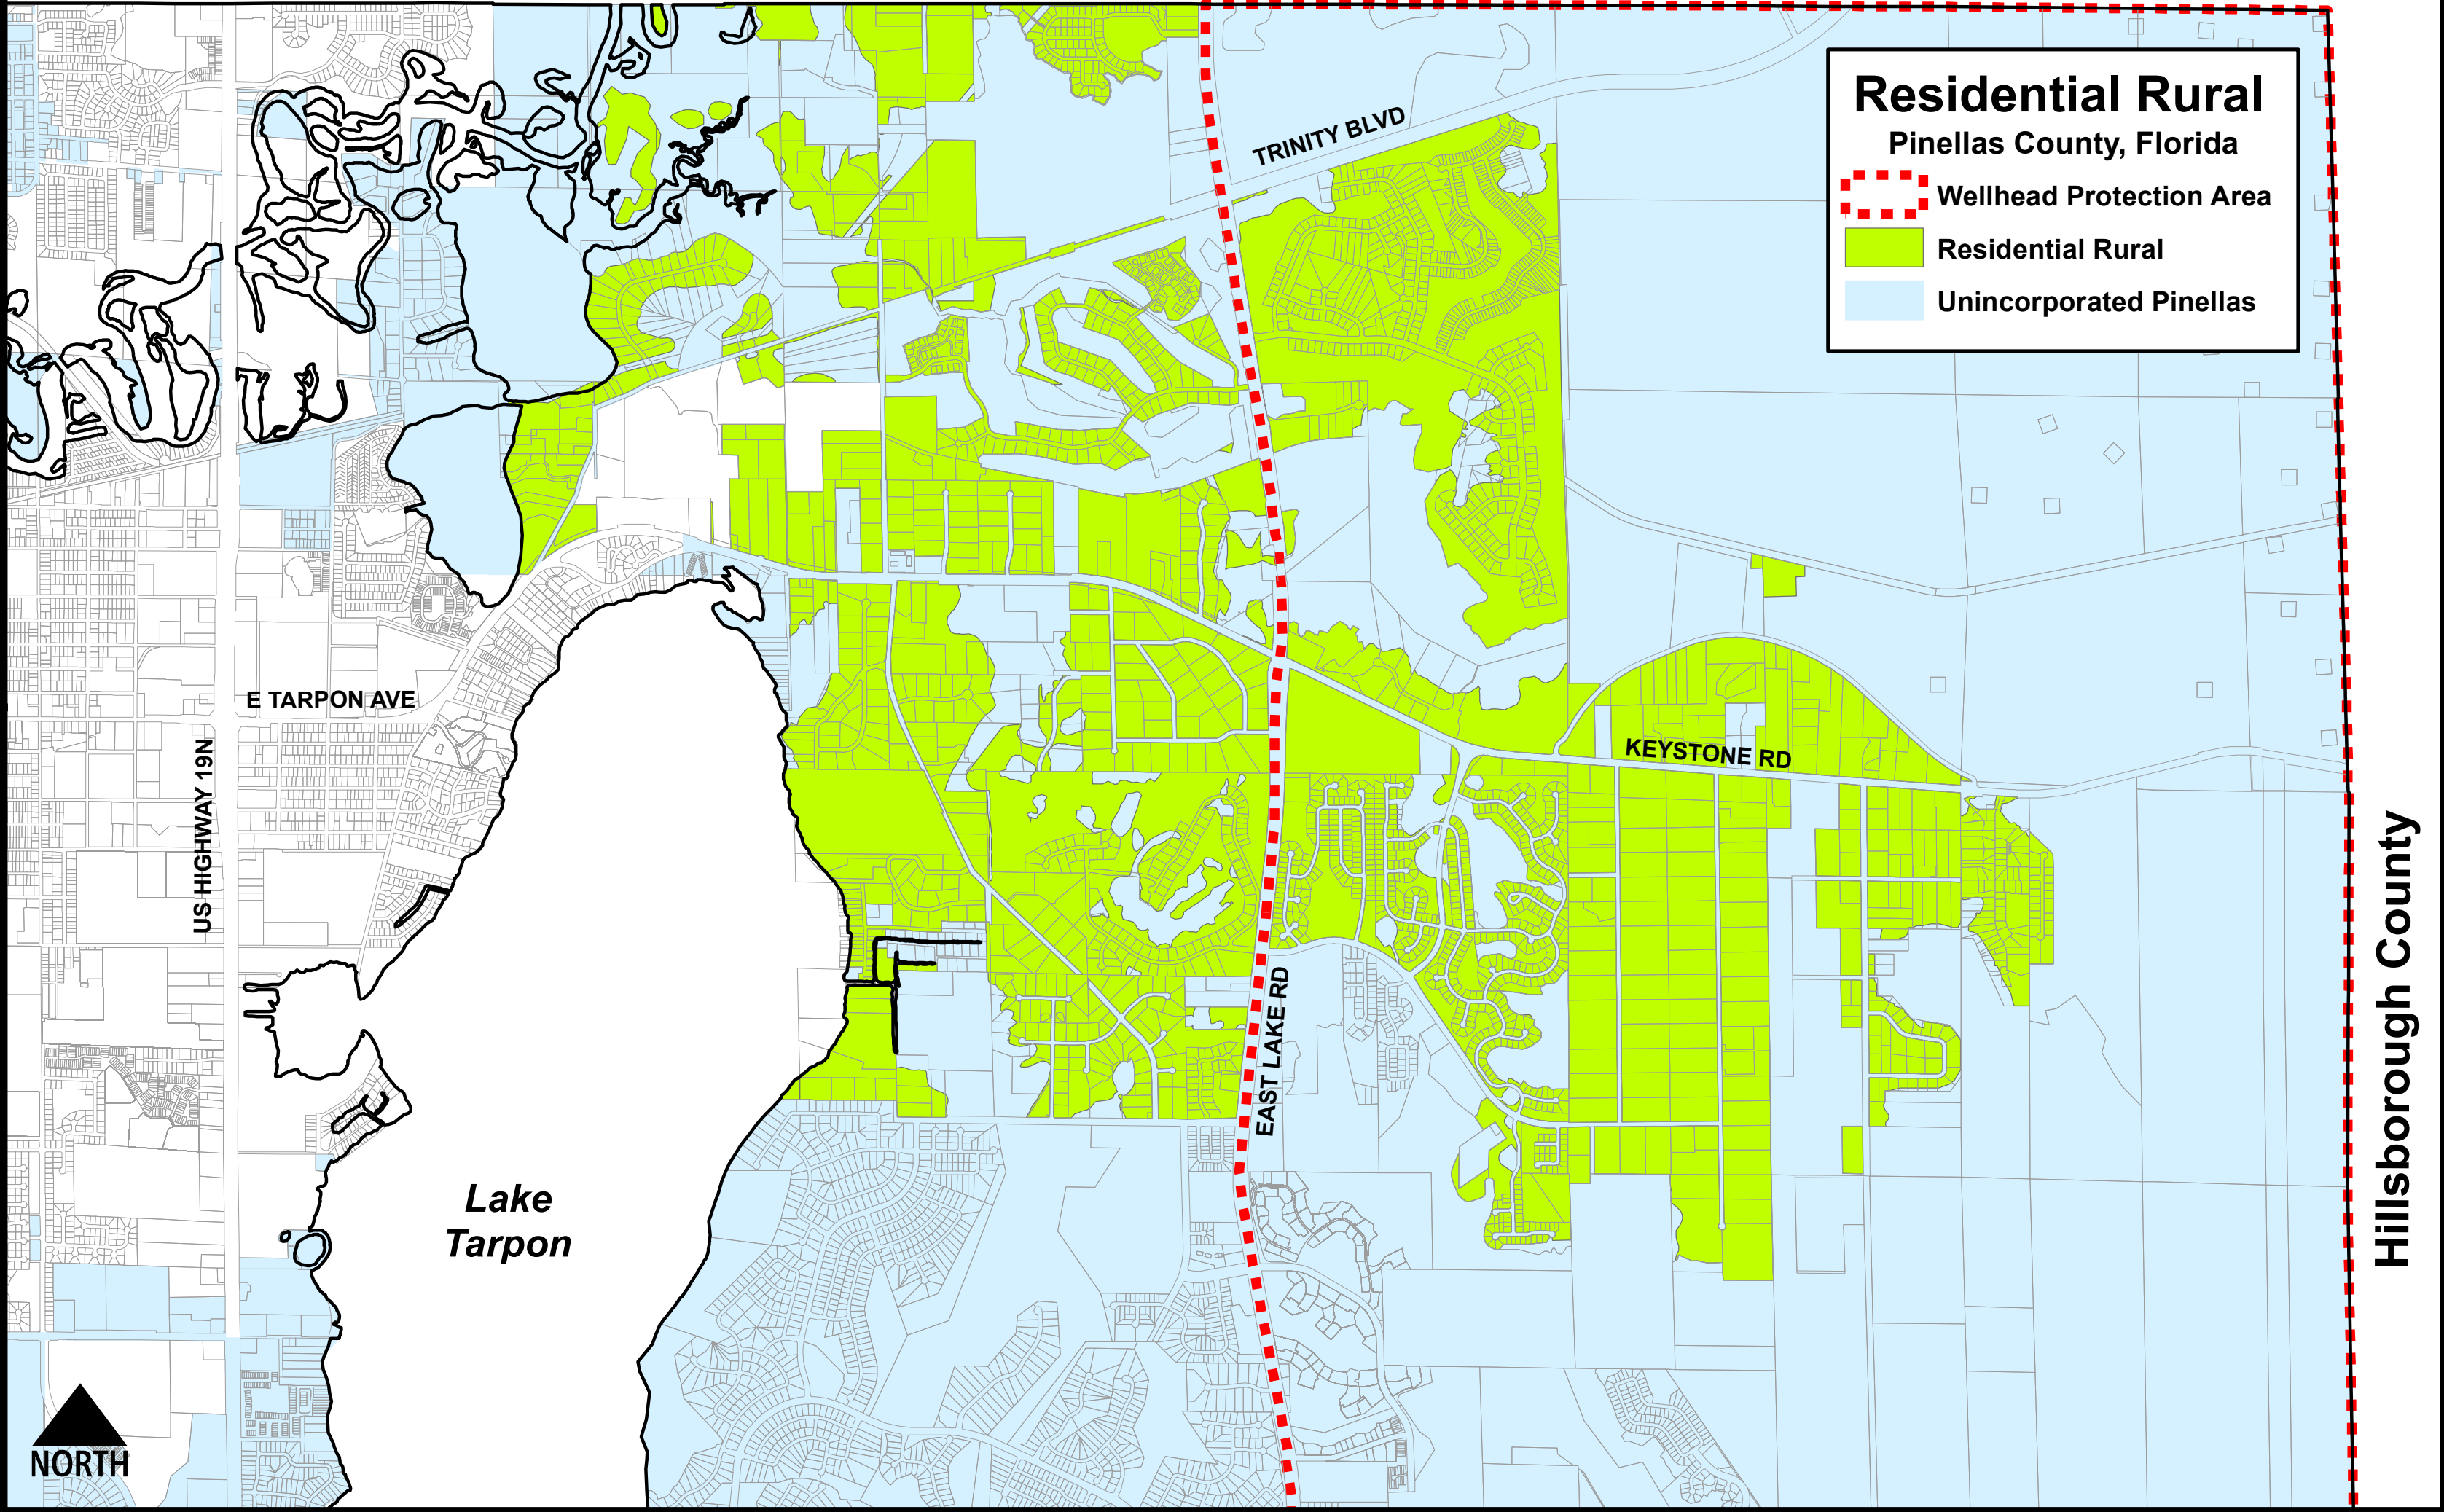 Residential Rural
Pinellas County, Florida
Wellhead Protection Area
Residential Rural
Unincorporated Pinellas
TRINITY BLVD
E TARPON AVE
US HIGHWAY 19N
KEYSTONE RD
EAST LAKE RD
Hillsborough County
Lake
Tarpon
NORTH